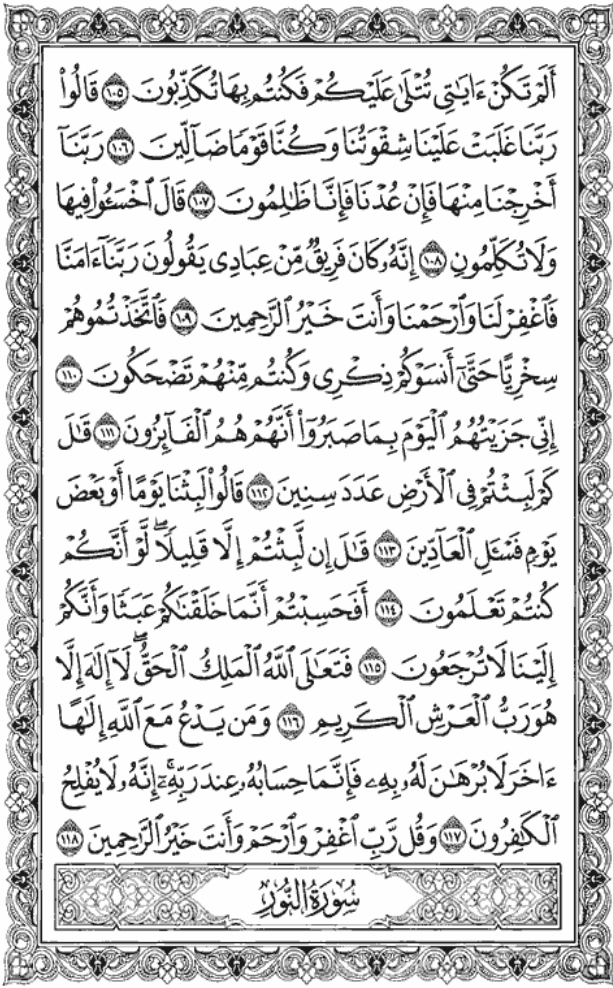 أَلَمْ تَكُنْ ءَايَٰتِى تُتْلَىٰ عَلَيْكُمْ فَكُنتُم بِهَا تُكَذِّبُونَ ١٠٥ قَالُوا۟
رَبَّنَا غَلَبَتْ عَلَيْنَا شِقْوَتُنَا وَكُنَّا قَوْمًا ضَآلِّينَ ١٠٦ رَبَّنَآ
أَخْرِجْنَا مِنْهَا فَإِنْ عُدْنَا فَإِنَّا ظَٰلِمُونَ ١٠٧ قَالَ ٱخْسَـُٔوا۟ فِيهَا
وَلَا تُكَلِّمُونِ ١٠٨ إِنَّهُۥ كَانَ فَرِيقٌ مِّنْ عِبَادِى يَقُولُونَ رَبَّنَآ ءَامَنَّا
فَٱغْفِرْ لَنَا وَٱرْحَمْنَا وَأَنتَ خَيْرُ ٱلرَّٰحِمِينَ ١٠٩ فَٱتَّخَذْتُمُوهُمْ
سِخْرِيًّا حَتَّىٰٓ أَنسَوْكُمْ ذِكْرِى وَكُنتُم مِّنْهُمْ تَضْحَكُونَ ١١٠
إِنِّى جَزَيْتُهُمُ ٱلْيَوْمَ بِمَا صَبَرُوٓا۟ أَنَّهُمْ هُمُ ٱلْفَآئِزُونَ ١١١ قَٰلَ
كَمْ لَبِثْتُمْ فِى ٱلْأَرْضِ عَدَدَ سِنِينَ ١١٢ قَالُوا۟ لَبِثْنَا يَوْمًا أَوْ بَعْضَ
يَوْمٍ فَسْـَٔلِ ٱلْعَآدِّينَ ١١٣ قَٰلَ إِن لَّبِثْتُمْ إِلَّا قَلِيلًا ۖ لَّوْ أَنَّكُمْ
كُنتُمْ تَعْلَمُونَ ١١٤ أَفَحَسِبْتُمْ أَنَّمَا خَلَقْنَٰكُمْ عَبَثًا وَأَنَّكُمْ
إِلَيْنَا لَا تُرْجَعُونَ ١١٥ فَتَعَٰلَى ٱللَّهُ ٱلْمَلِكُ ٱلْحَقُّ ۖ لَآ إِلَٰهَ إِلَّا
هُوَ رَبُّ ٱلْعَرْشِ ٱلْكَرِيمِ ١١٦ وَمَن يَدْعُ مَعَ ٱللَّهِ إِلَٰهًا
ءَاخَرَ لَا بُرْهَٰنَ لَهُۥ بِهِۦ فَإِنَّمَا حِسَابُهُۥ عِندَ رَبِّهِۦٓ ۚ إِنَّهُۥ لَا يُفْلِحُ
ٱلْكَٰفِرُونَ ١١٧ وَقُل رَّبِّ ٱغْفِرْ وَٱرْحَمْ وَأَنتَ خَيْرُ ٱلرَّٰحِمِينَ ١١٨
سُورَةُ النُّورِ